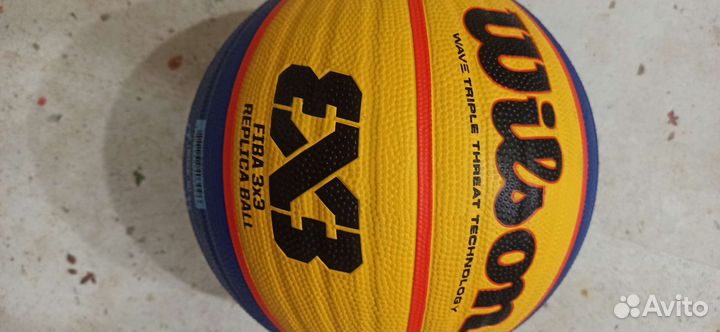 Wilson
WAVE TRIPLE THREAT TECHNOLOGY
3X3
FIBA 3x3
REPLICA BALL
Avito